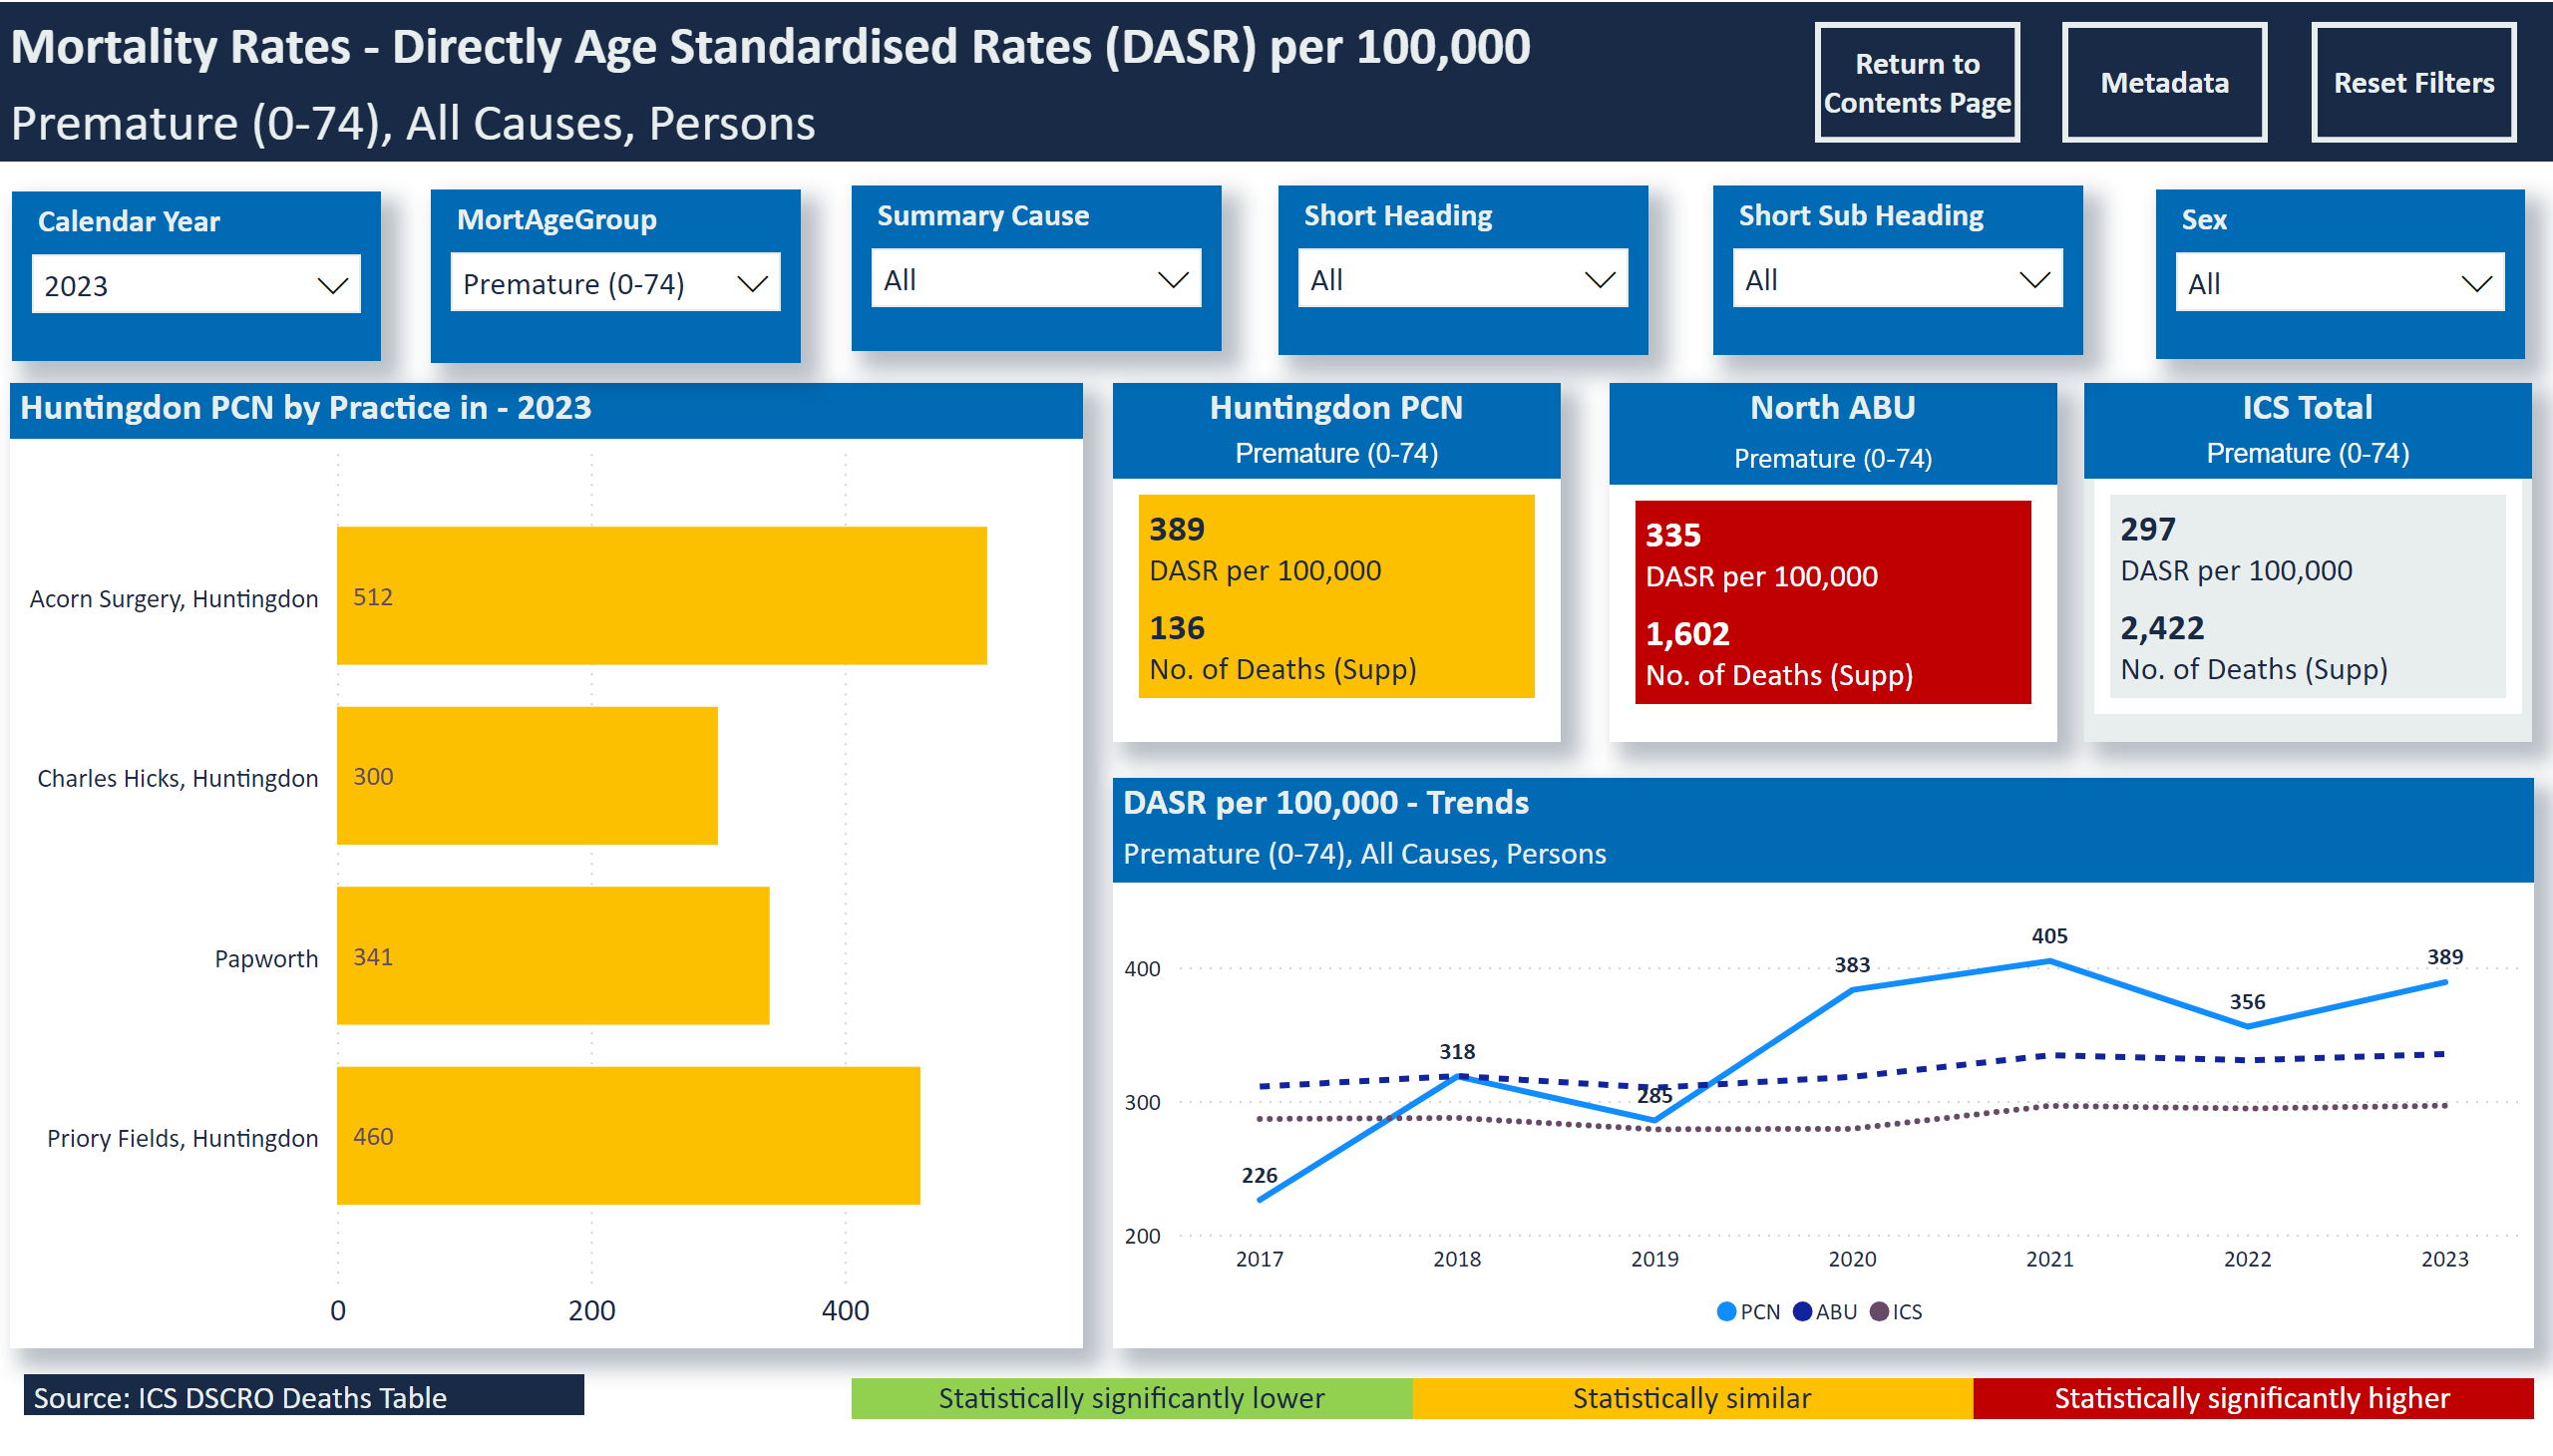 Mortality Rates - Directly Age Standardised Rates (DASR) per 100,000
Premature (0-74), All Causes, Persons
Return to
Contents Page
Metadata
Reset Filters
Calendar Year
2023
MortAgeGroup
Premature (0-74)
Summary Cause
All
Short Heading
All
Short Sub Heading
All
Sex
All
Huntingdon PCN by Practice in - 2023
Acorn Surgery, Huntingdon
512
Charles Hicks, Huntingdon
300
Papworth
341
Priory Fields, Huntingdon
460
0
200
400
Huntingdon PCN
Premature (0-74)
389
DASR per 100,000
136
No. of Deaths (Supp)
North ABU
Premature (0-74)
335
DASR per 100,000
1,602
No. of Deaths (Supp)
ICS Total
Premature (0-74)
297
DASR per 100,000
2,422
No. of Deaths (Supp)
DASR per 100,000 - Trends
Premature (0-74), All Causes, Persons
400
300
200
226
318
285
383
405
356
389
2017
2018
2019
2020
2021
2022
2023
PCN
ABU
ICS
Source: ICS DSCRO Deaths Table
Statistically significantly lower
Statistically similar
Statistically significantly higher